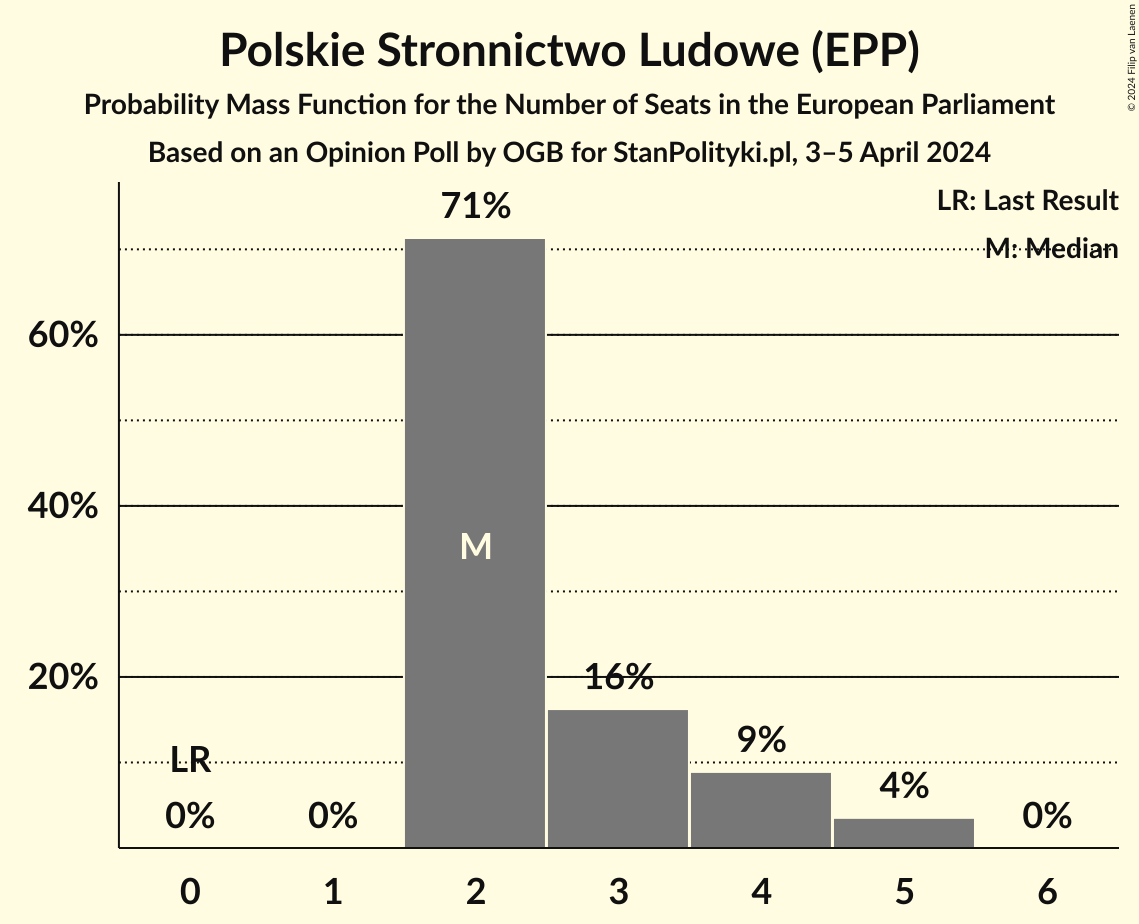 Polskie Stronnictwo Ludowe (EPP)
Probability Mass Function for the Number of Seats in the European Parliament
Based on an Opinion Poll by OGB for StanPolityki.pl, 3–5 April 2024
© 2024 Filip van Laenen
LR: Last Result
M: Median
71%
60%
40%
M
20%
16%
9%
LR
4%
0%
0%
0%
0
1
2
3
4
5
6